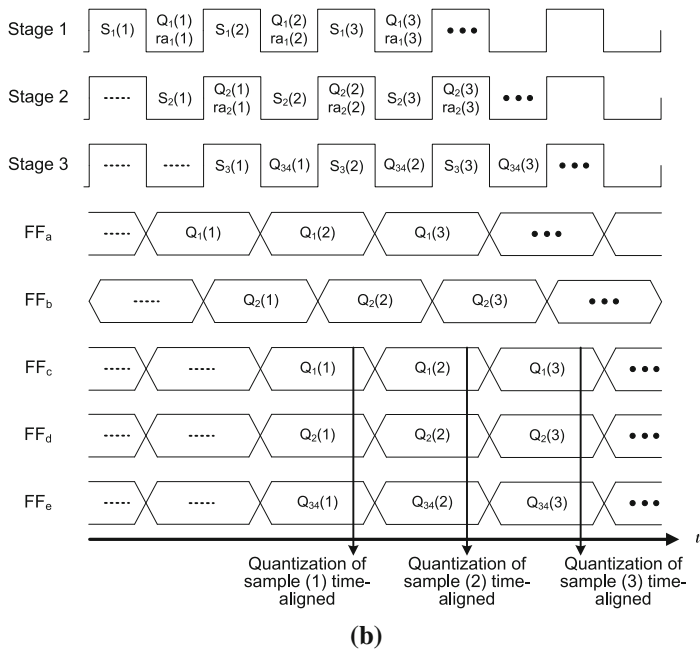 Stage 1 S₁(1) Q₁(1) S₁(2) Q₁(2) S₁(3) Q₁(3) •••
ra₁(1) ra₁(2) ra₁(3)
Stage 2 ----- S₂(1) Q₂(1) S₂(2) Q₂(2) S₂(3) Q₂(3) •••
ra₂(1) ra₂(2) ra₂(3)
Stage 3 ----- ----- S₃(1) Q₃₄(1) S₃(2) Q₃₄(2) S₃(3) Q₃₄(3) •••
FFₐ ----- Q₁(1) Q₁(2) Q₁(3) •••
FF_b ----- Q₂(1) Q₂(2) Q₂(3) •••
FF_c ----- ----- Q₁(1) Q₁(2) Q₁(3) •••
FF_d ----- ----- Q₂(1) Q₂(2) Q₂(3) •••
FFₑ ----- ----- Q₃₄(1) Q₃₄(2) Q₃₄(3) •••
t
Quantization of
sample (1) time-
aligned
Quantization of
sample (2) time-
aligned
Quantization of
sample (3) time-
aligned
(b)